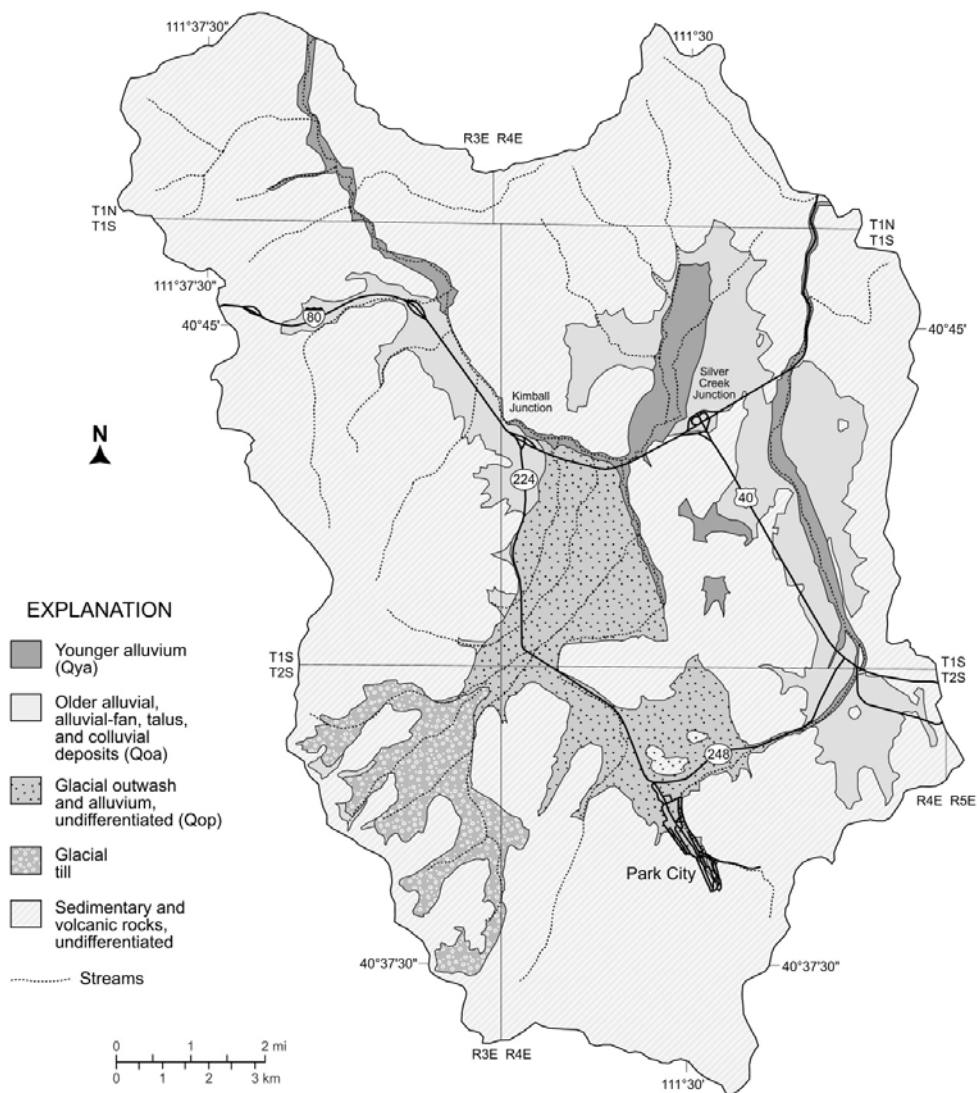 111°37'30"
111°30
R3E R4E
T1N
T1S
T1N
T1S
111°37'30"
80
40°45'
40°45'
Silver
Creek
Junction
Kimball
Junction
N
224
40
EXPLANATION
Younger alluvium
(Qya)
T1S
T2S
T1S
T2S
Older alluvial,
alluvial-fan, talus,
and colluvial
deposits (Qoa)
248
Glacial outwash
and alluvium,
undifferentiated (Qop)
R4E R5E
Glacial
till
Park City
Sedimentary and
volcanic rocks,
undifferentiated
40°37'30"
40°37'30"
Streams
0 1 2 mi
0 1 2 3 km
R3E R4E
111°30'